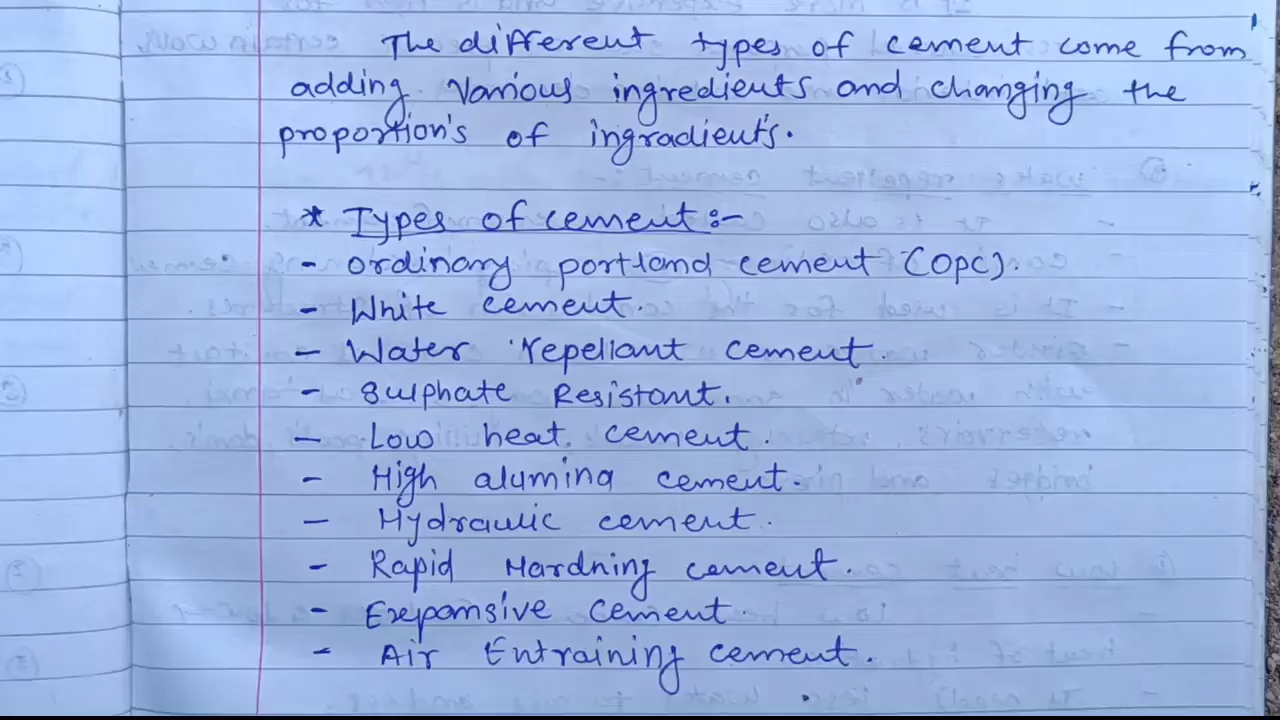 The different types of cement come from
adding various ingredients and changing the
proportion's of ingradient's.
* Types of cement :-
- ordinary portland cement (OPC).
- White cement.
- Water repellant cement.
- Sulphate Resistant.
- Low heat cement.
- High alumina cement.
- Hydraulic cement.
- Rapid Hardning cement.
- Expansive cement.
- Air Entraining cement.